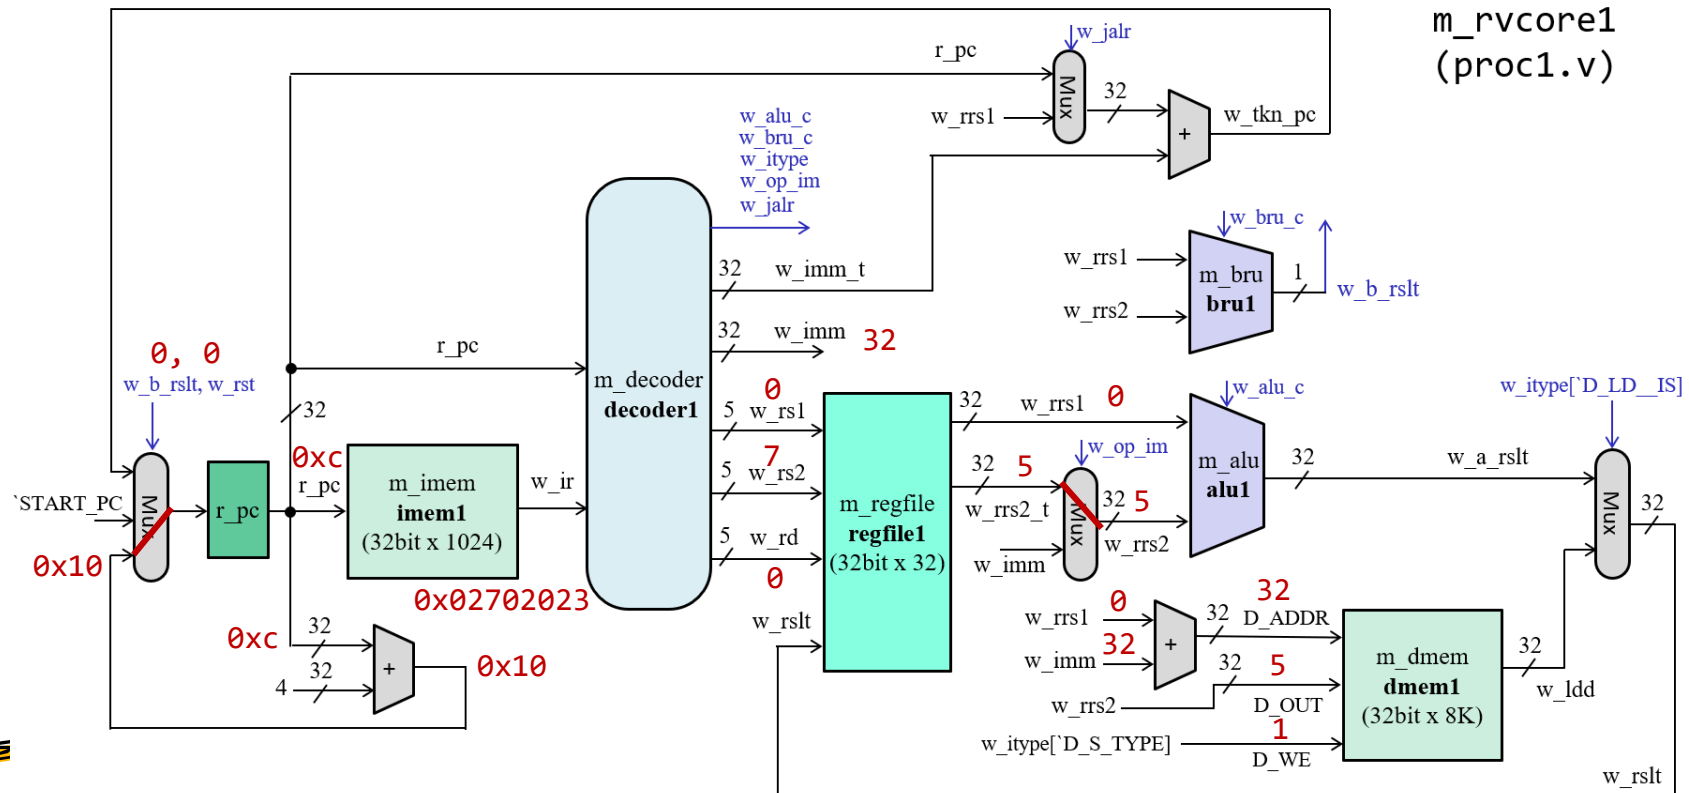 m_rvcore1
(proc1.v)
w_jalr
r_pc
Mux
32
w_rrs1
+
w_tkn_pc
w_alu_c
w_bru_c
w_itype
w_op_im
w_jalr
32
w_imm_t
w_bru_c
w_rrs1
m_bru
bru1
1
w_b_rslt
w_rrs2
0, 0
w_b_rslt, w_rst
r_pc
32
32
w_imm
32
m_decoder
decoder1
0
5
w_rs1
7
5
w_rs2
5
w_rd
0
w_rslt
32
w_rrs1
0
w_alu_c
w_itype[`D_LD__IS]
m_regfile
regfile1
(32bit x 32)
w_op_im
32
5
w_rrs2_t
Mux
32
5
w_rrs2
w_imm
m_alu
alu1
32
w_a_rslt
Mux
32
`START_PC
Mux
0x10
r_pc
0xc
r_pc
m_imem
imem1
(32bit x 1024)
w_ir
0x02702023
0xc
32
4
32
+
0x10
w_rrs1
0
w_imm
32
+
32
32
D_ADDR
w_rrs2
32
5
D_OUT
w_itype[`D_S_TYPE]
1
D_WE
m_dmem
dmem1
(32bit x 8K)
32
w_ldd
w_rslt